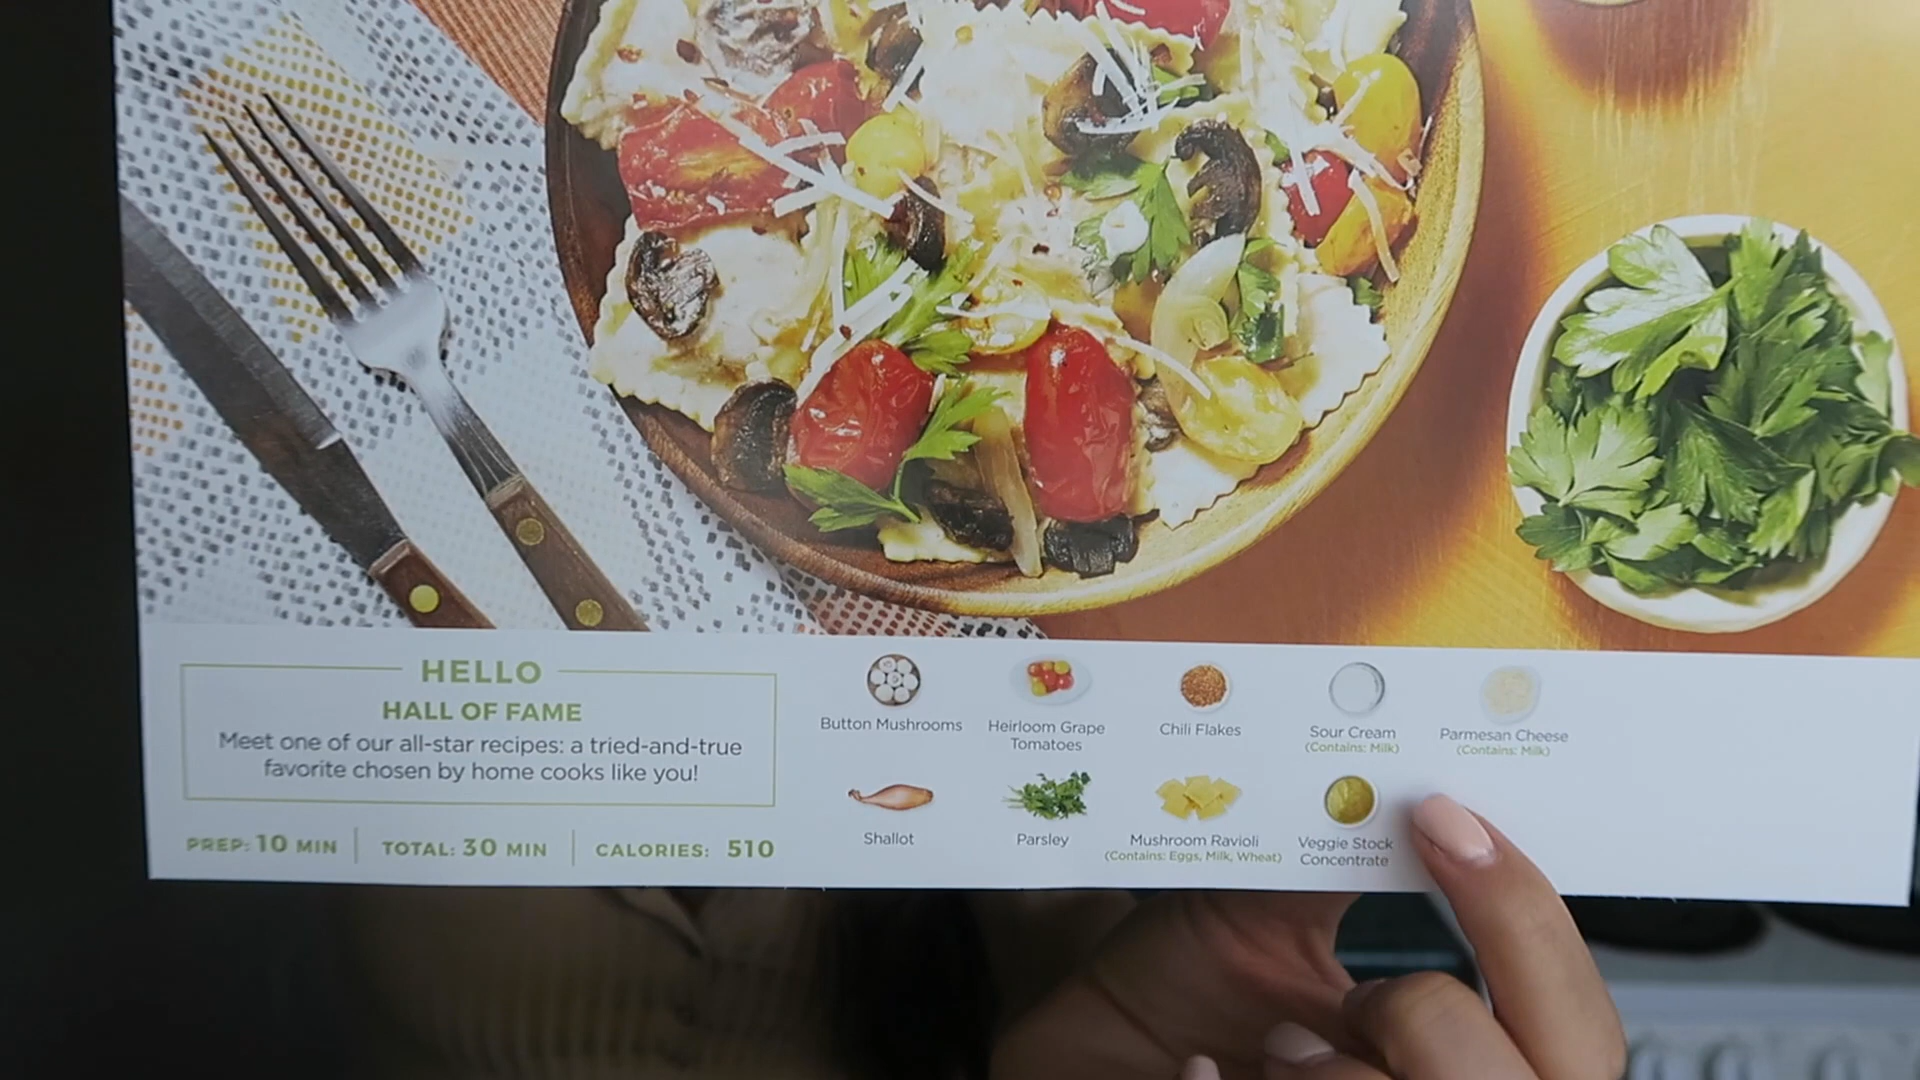 HELLO
HALL OF FAME
Meet one of our all-star recipes: a tried-and-true
favorite chosen by home cooks like you!
PREP: 10 MIN
TOTAL: 30 MIN
CALORIES: 510
Button Mushrooms
Heirloom Grape
Tomatoes
Chili Flakes
Sour Cream
(Contains: Milk)
Parmesan Cheese
(Contains: Milk)
Shallot
Parsley
Mushroom Ravioli
(Contains: Eggs, Milk, Wheat)
Veggie Stock
Concentrate